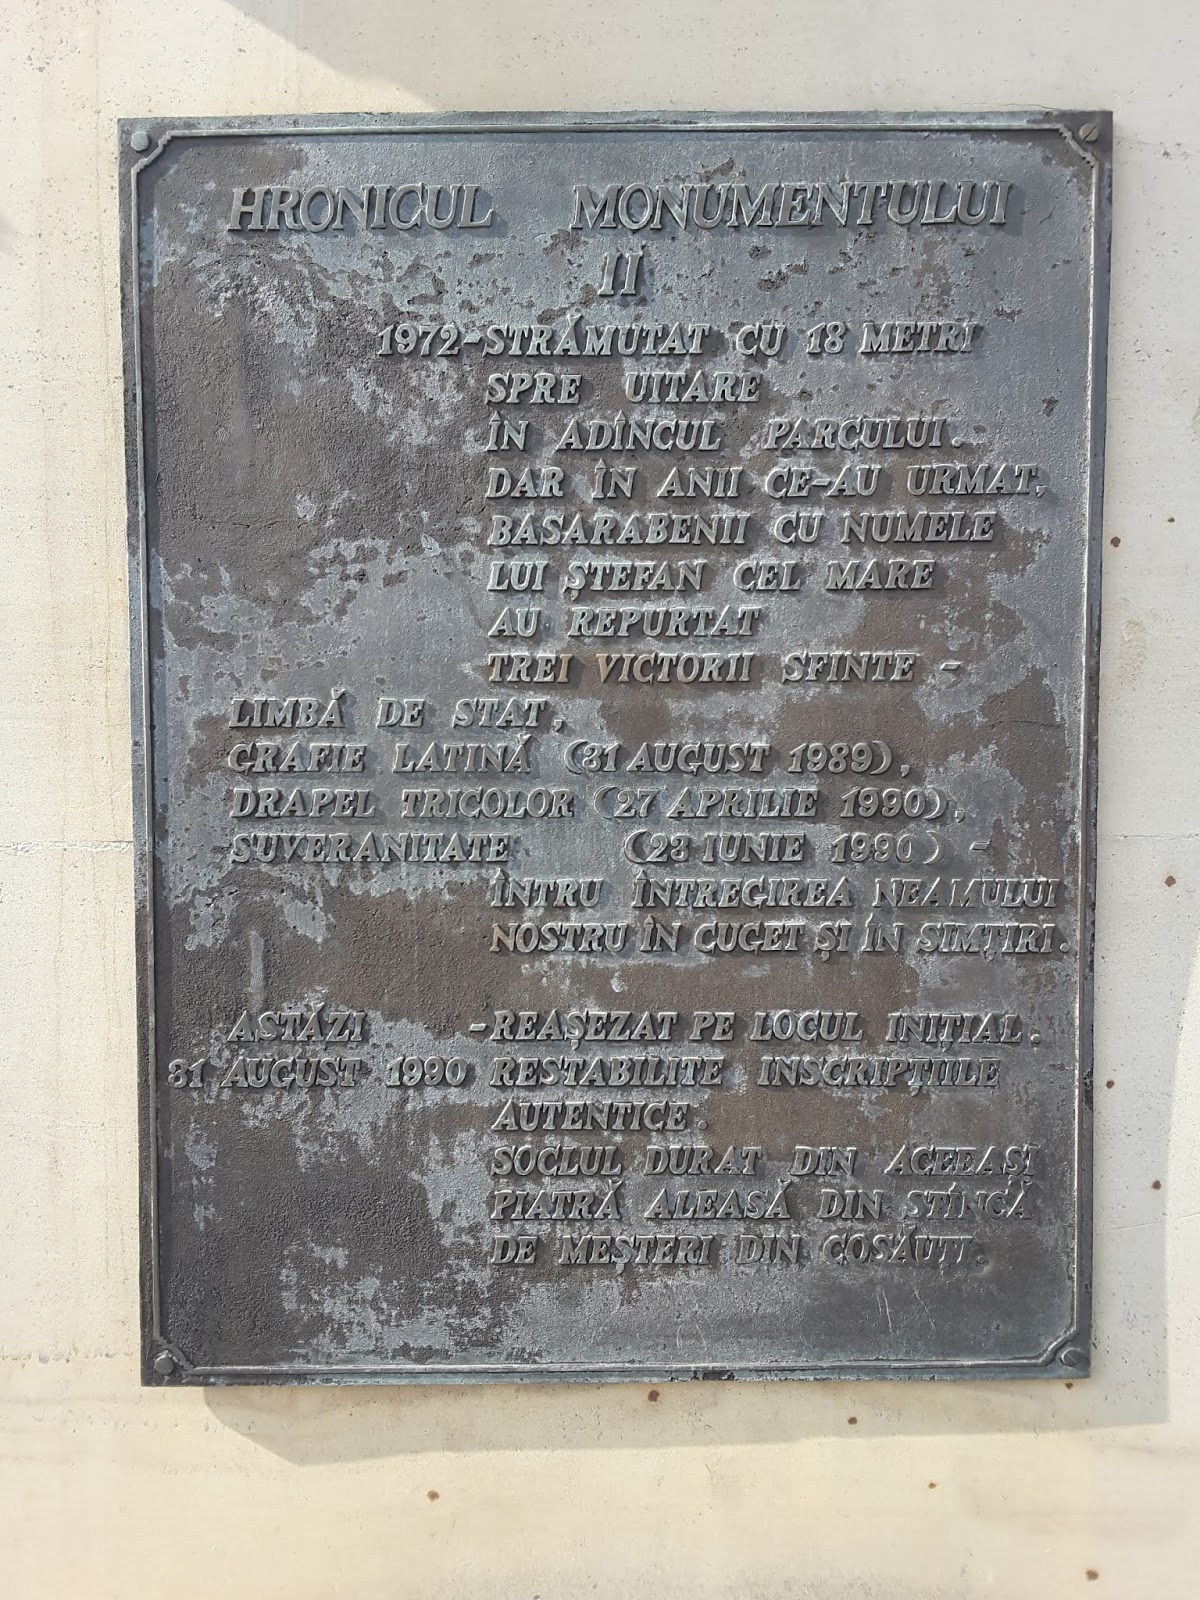 HRONICUL MONUMENTULUI
II
1972-STRĂMUTAT CU 18 METRI
SPRE UITARE
ÎN ADÎNCUL PARCULUI.
DAR ÎN ANII CE-AU URMAT,
BASARABENII CU NUMELE
LUI ȘTEFAN CEL MARE
AU REPURTAT
TREI VICTORII SFINTE -
LIMBĂ DE STAT,
GRAFIE LATINĂ (31 AUGUST 1989),
DRAPEL TRICOLOR (27 APRILIE 1990),
SUVERANITATE (23 IUNIE 1990) -
ÎNTRU ÎNTREGIREA NEAMULUI
NOSTRU ÎN CUGET ȘI ÎN SIMȚIRI.
ASTĂZI -REAȘEZAT PE LOCUL INIȚIAL.
31 AUGUST 1990 RESTABILITE INSCRIPȚIILE
AUTENTICE.
SOCLUL DURAT DIN ACEEAȘI
PIATRĂ ALEASĂ DIN STÎNCĂ
DE MEȘTERI DIN COSĂUȚI.